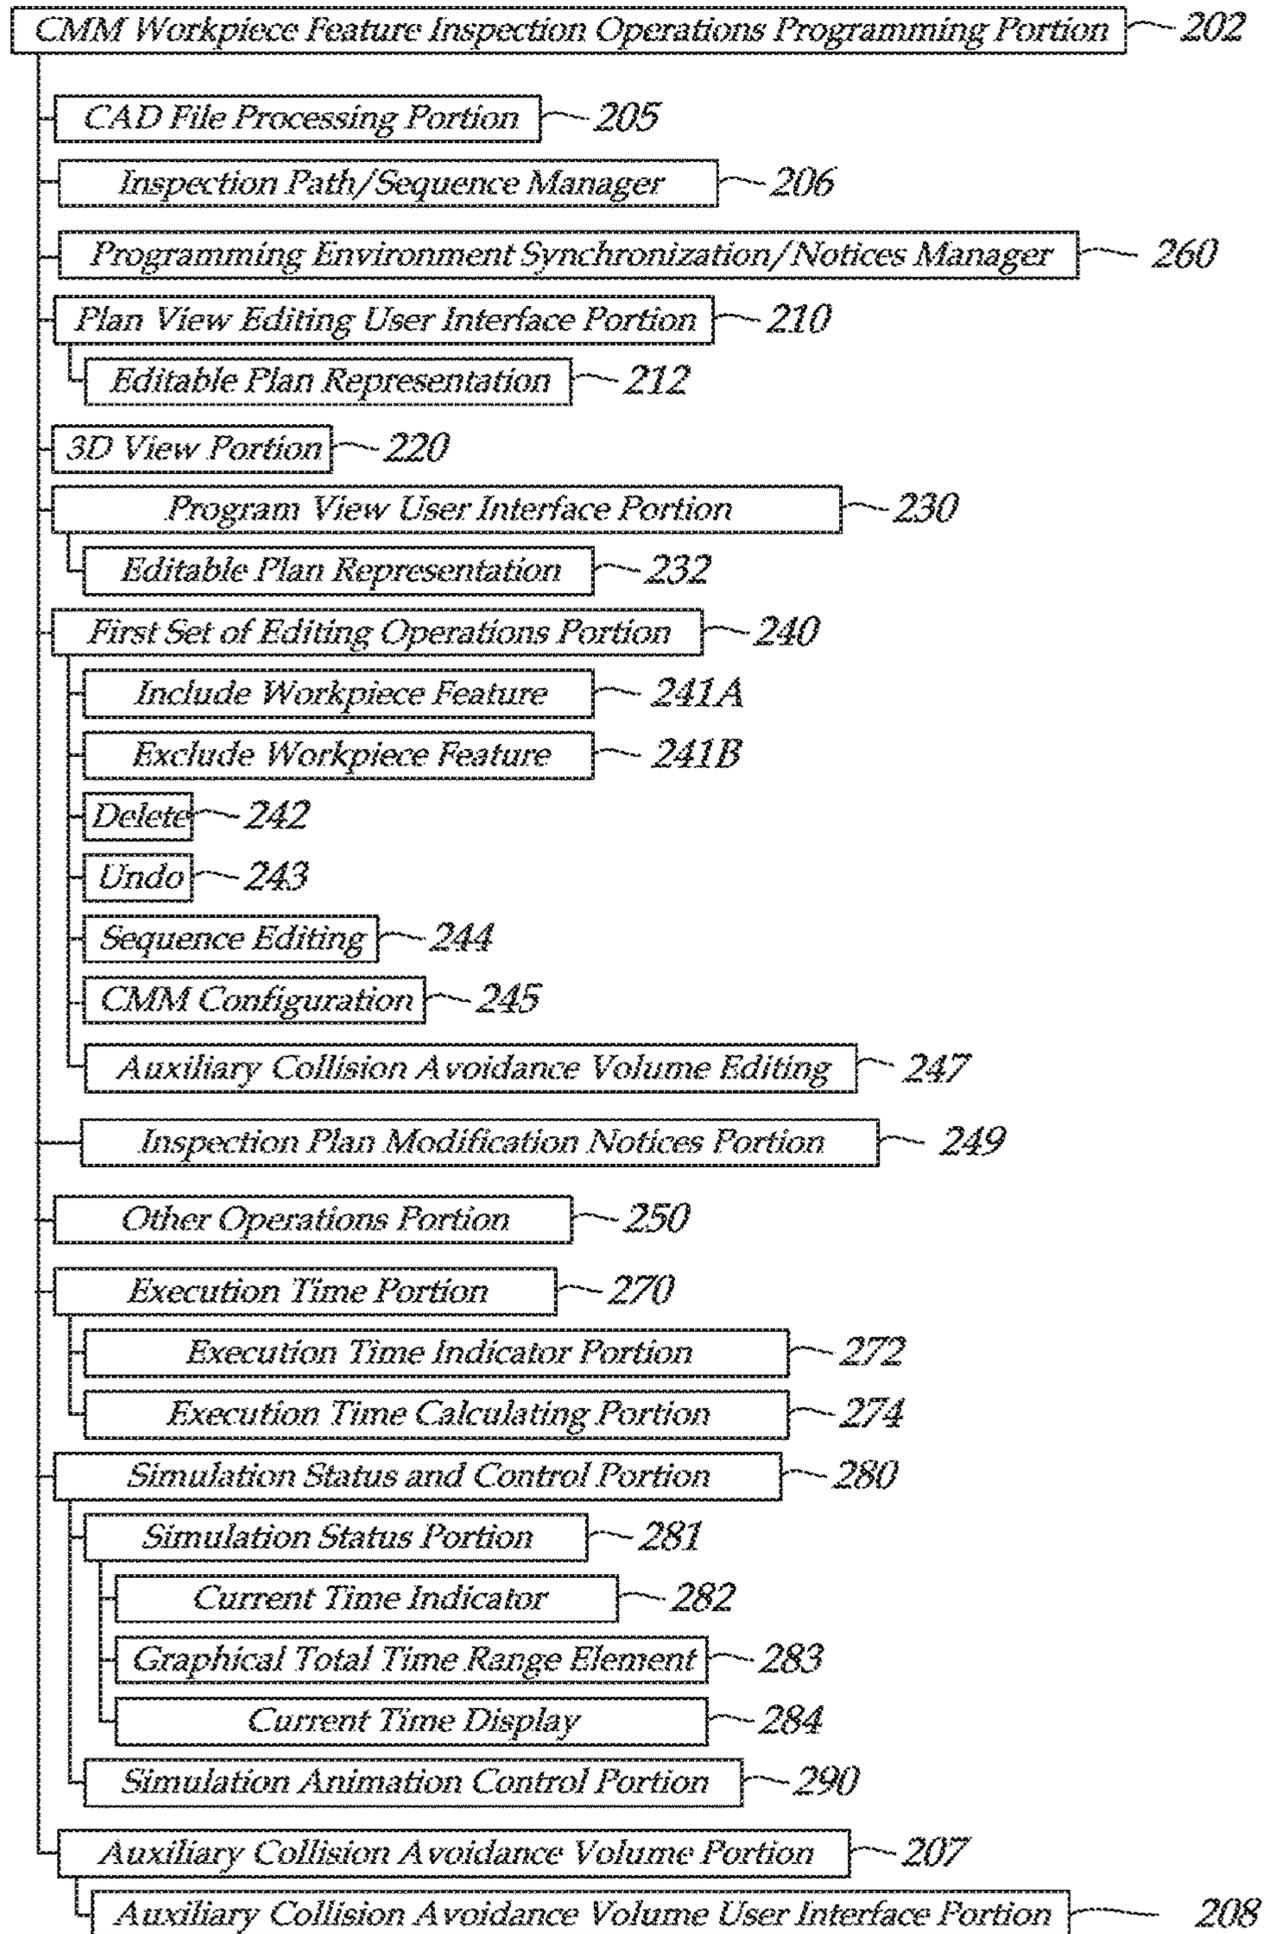 CMM Workpiece Feature Inspection Operations Programming Portion 202
CAD File Processing Portion 205
Inspection Path/Sequence Manager 206
Programming Environment Synchronization/Notices Manager 260
Plan View Editing User Interface Portion 210
Editable Plan Representation 212
3D View Portion 220
Program View User Interface Portion 230
Editable Plan Representation 232
First Set of Editing Operations Portion 240
Include Workpiece Feature 241A
Exclude Workpiece Feature 241B
Delete 242
Undo 243
Sequence Editing 244
CMM Configuration 245
Auxiliary Collision Avoidance Volume Editing 247
Inspection Plan Modification Notices Portion 249
Other Operations Portion 250
Execution Time Portion 270
Execution Time Indicator Portion 272
Execution Time Calculating Portion 274
Simulation Status and Control Portion 280
Simulation Status Portion 281
Current Time Indicator 282
Graphical Total Time Range Element 283
Current Time Display 284
Simulation Animation Control Portion 290
Auxiliary Collision Avoidance Volume Portion 207
Auxiliary Collision Avoidance Volume User Interface Portion 208